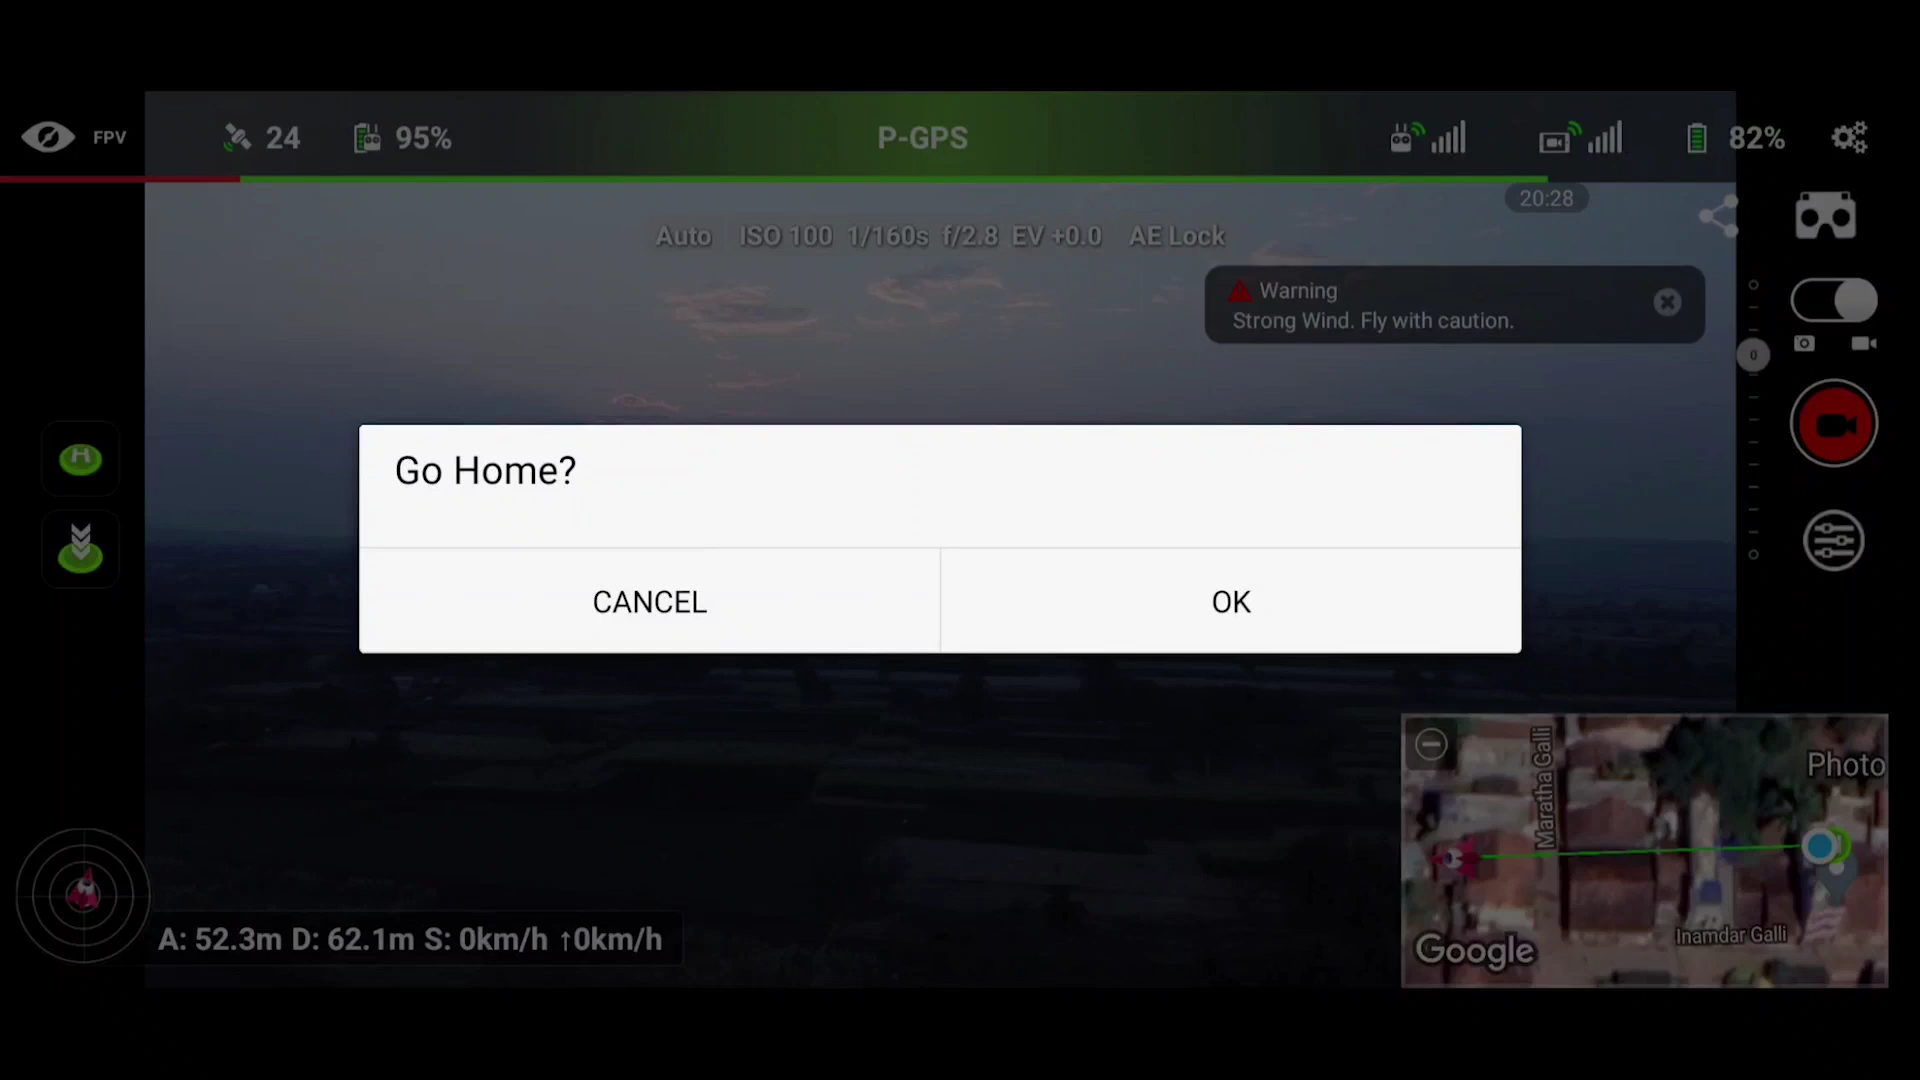 FPV
24
95%
P-GPS
82%
20:28
Auto ISO 100 1/160s f/2.8 EV +0.0 AE Lock
Warning
Strong Wind. Fly with caution.
0
Go Home?
CANCEL
OK
H
Photo
Maratha Galli
Inamdar Galli
Google
A: 52.3m D: 62.1m S: 0km/h ↑0km/h